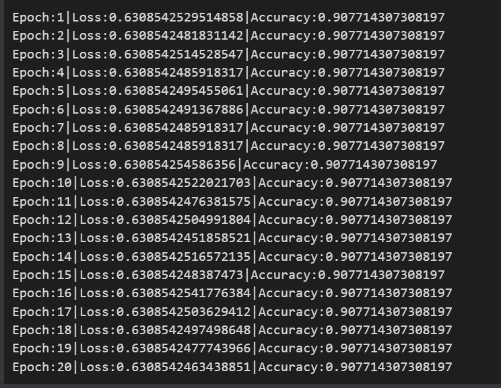 Epoch:1|Loss:0.6308542529514858|Accuracy:0.907714307308197
Epoch:2|Loss:0.6308542481831142|Accuracy:0.907714307308197
Epoch:3|Loss:0.6308542514528547|Accuracy:0.907714307308197
Epoch:4|Loss:0.6308542485918317|Accuracy:0.907714307308197
Epoch:5|Loss:0.6308542495455061|Accuracy:0.907714307308197
Epoch:6|Loss:0.6308542491367886|Accuracy:0.907714307308197
Epoch:7|Loss:0.6308542485918317|Accuracy:0.907714307308197
Epoch:8|Loss:0.6308542485918317|Accuracy:0.907714307308197
Epoch:9|Loss:0.630854254586356|Accuracy:0.907714307308197
Epoch:10|Loss:0.6308542522021703|Accuracy:0.907714307308197
Epoch:11|Loss:0.6308542476381575|Accuracy:0.907714307308197
Epoch:12|Loss:0.6308542504991804|Accuracy:0.907714307308197
Epoch:13|Loss:0.6308542451858521|Accuracy:0.907714307308197
Epoch:14|Loss:0.6308542516572135|Accuracy:0.907714307308197
Epoch:15|Loss:0.630854248387473|Accuracy:0.907714307308197
Epoch:16|Loss:0.6308542541776384|Accuracy:0.907714307308197
Epoch:17|Loss:0.6308542503629412|Accuracy:0.907714307308197
Epoch:18|Loss:0.6308542497498648|Accuracy:0.907714307308197
Epoch:19|Loss:0.6308542477743966|Accuracy:0.907714307308197
Epoch:20|Loss:0.6308542463438851|Accuracy:0.907714307308197